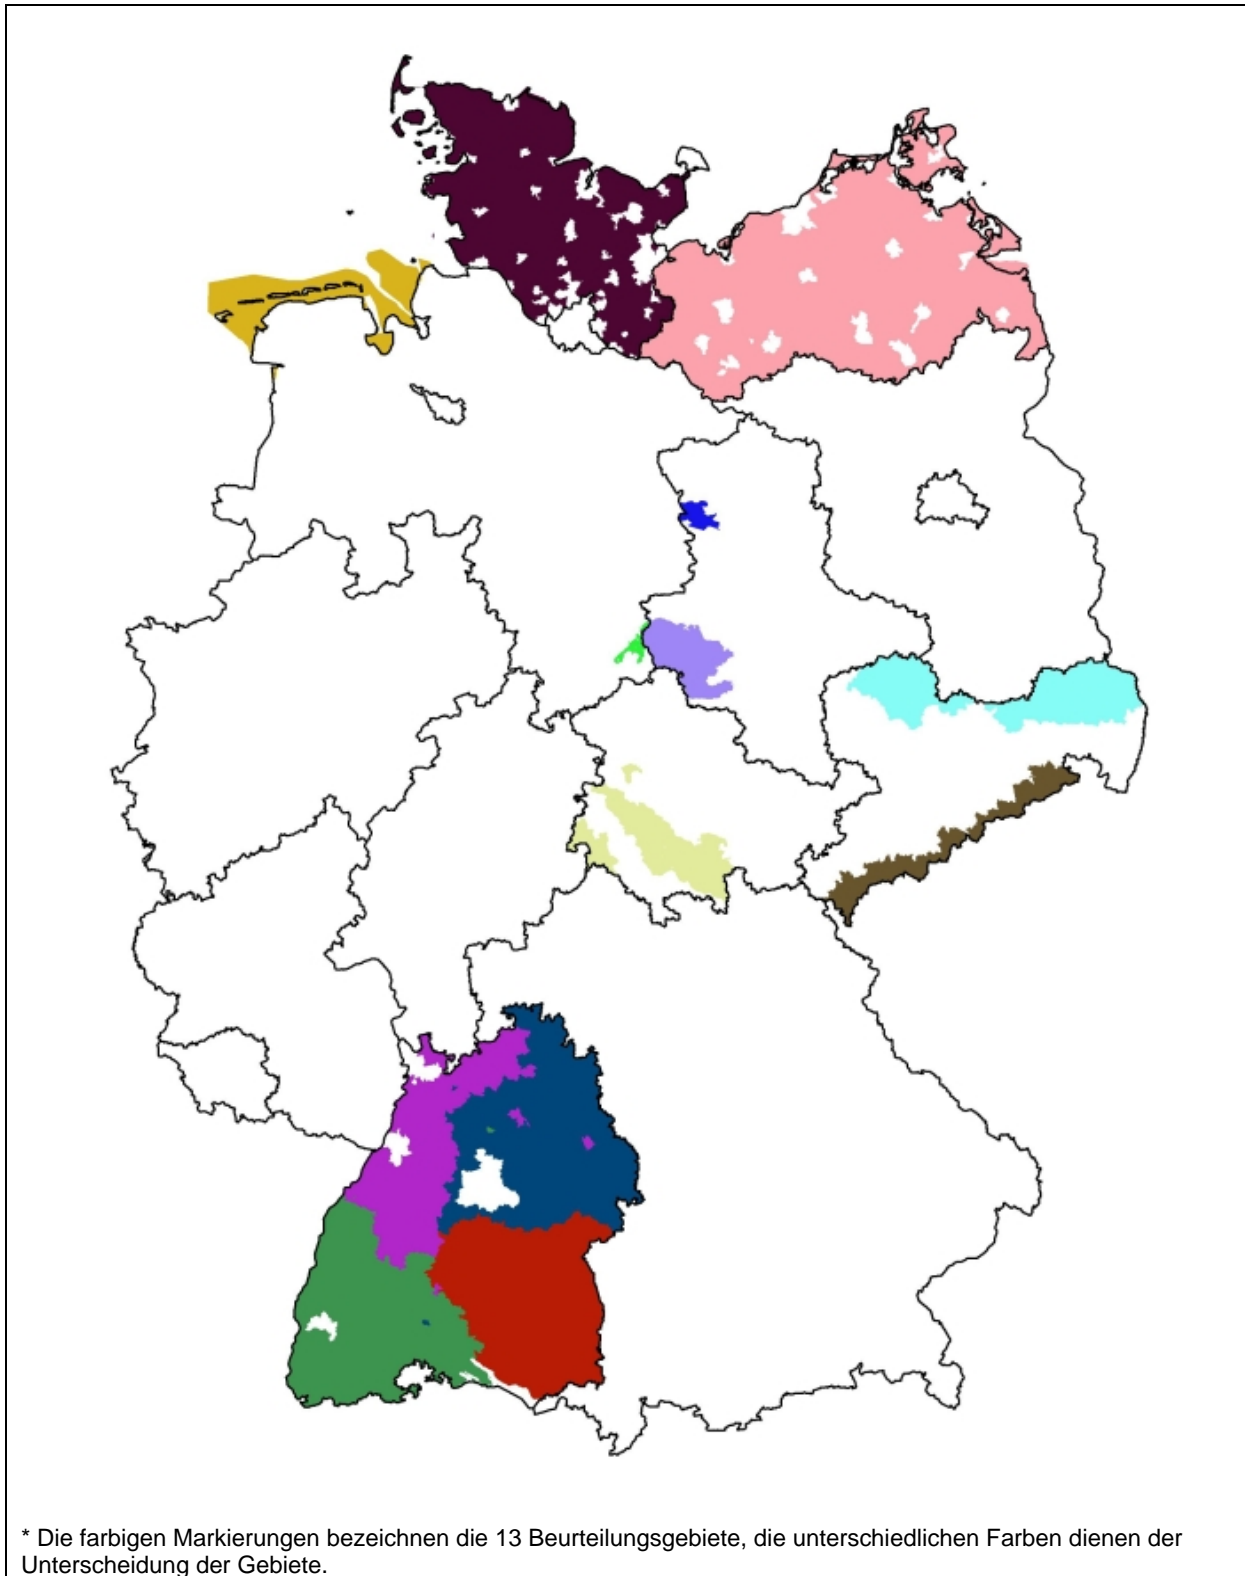 * Die farbigen Markierungen bezeichnen die 13 Beurteilungsgebiete, die unterschiedlichen Farben dienen der
Unterscheidung der Gebiete.